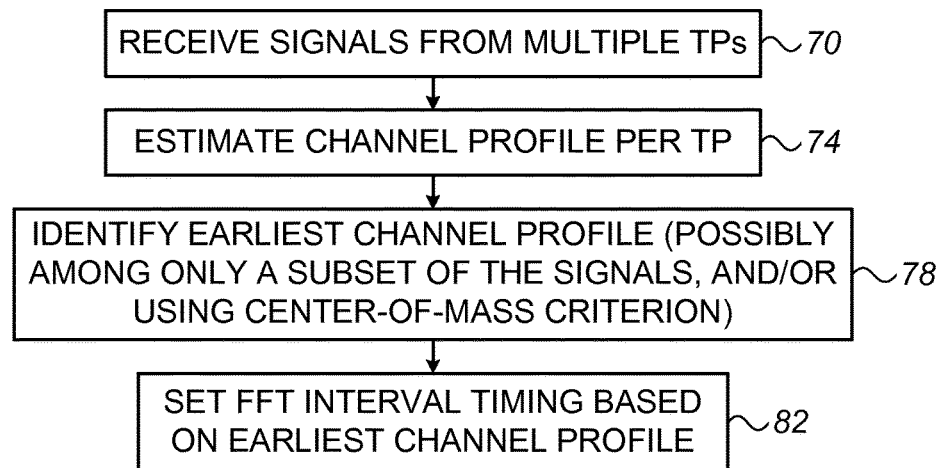 RECEIVE SIGNALS FROM MULTIPLE TPs 70
ESTIMATE CHANNEL PROFILE PER TP 74
IDENTIFY EARLIEST CHANNEL PROFILE (POSSIBLY
AMONG ONLY A SUBSET OF THE SIGNALS, AND/OR 78
USING CENTER-OF-MASS CRITERION)
SET FFT INTERVAL TIMING BASED
ON EARLIEST CHANNEL PROFILE 82